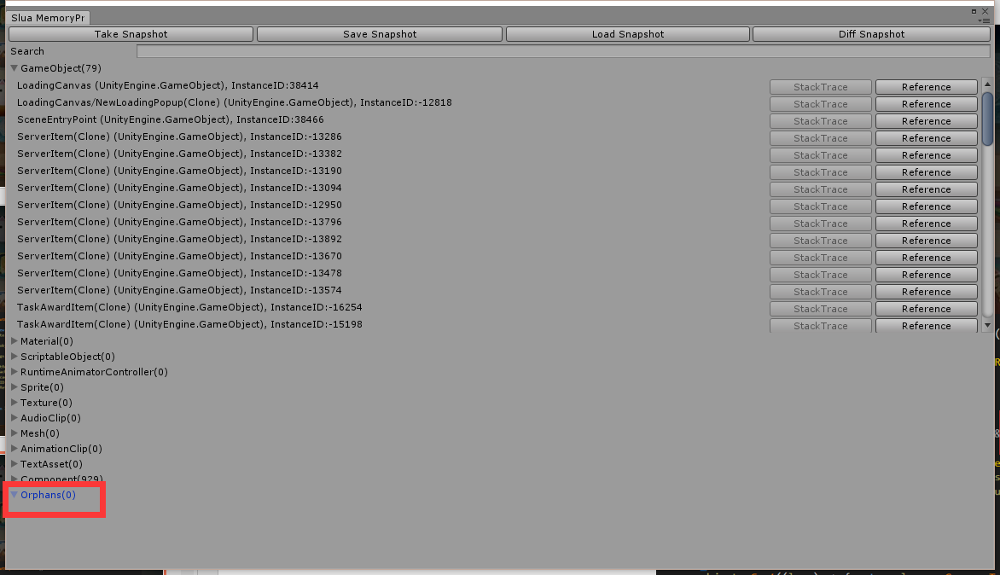 Slua MemoryPr
Take Snapshot Save Snapshot Load Snapshot Diff Snapshot
Search
GameObject(79)
LoadingCanvas (UnityEngine.GameObject), InstanceID:38414 StackTrace Reference
LoadingCanvas/NewLoadingPopup(Clone) (UnityEngine.GameObject), InstanceID:-12818 StackTrace Reference
SceneEntryPoint (UnityEngine.GameObject), InstanceID:38466 StackTrace Reference
ServerItem(Clone) (UnityEngine.GameObject), InstanceID:-13286 StackTrace Reference
ServerItem(Clone) (UnityEngine.GameObject), InstanceID:-13382 StackTrace Reference
ServerItem(Clone) (UnityEngine.GameObject), InstanceID:-13190 StackTrace Reference
ServerItem(Clone) (UnityEngine.GameObject), InstanceID:-13094 StackTrace Reference
ServerItem(Clone) (UnityEngine.GameObject), InstanceID:-12950 StackTrace Reference
ServerItem(Clone) (UnityEngine.GameObject), InstanceID:-13796 StackTrace Reference
ServerItem(Clone) (UnityEngine.GameObject), InstanceID:-13892 StackTrace Reference
ServerItem(Clone) (UnityEngine.GameObject), InstanceID:-13670 StackTrace Reference
ServerItem(Clone) (UnityEngine.GameObject), InstanceID:-13478 StackTrace Reference
ServerItem(Clone) (UnityEngine.GameObject), InstanceID:-13574 StackTrace Reference
TaskAwardItem(Clone) (UnityEngine.GameObject), InstanceID:-16254 StackTrace Reference
TaskAwardItem(Clone) (UnityEngine.GameObject), InstanceID:-15198 StackTrace Reference
Material(0)
ScriptableObject(0)
RuntimeAnimatorController(0)
Sprite(0)
Texture(0)
AudioClip(0)
Mesh(0)
AnimationClip(0)
TextAsset(0)
Component(929)
Orphans(0)